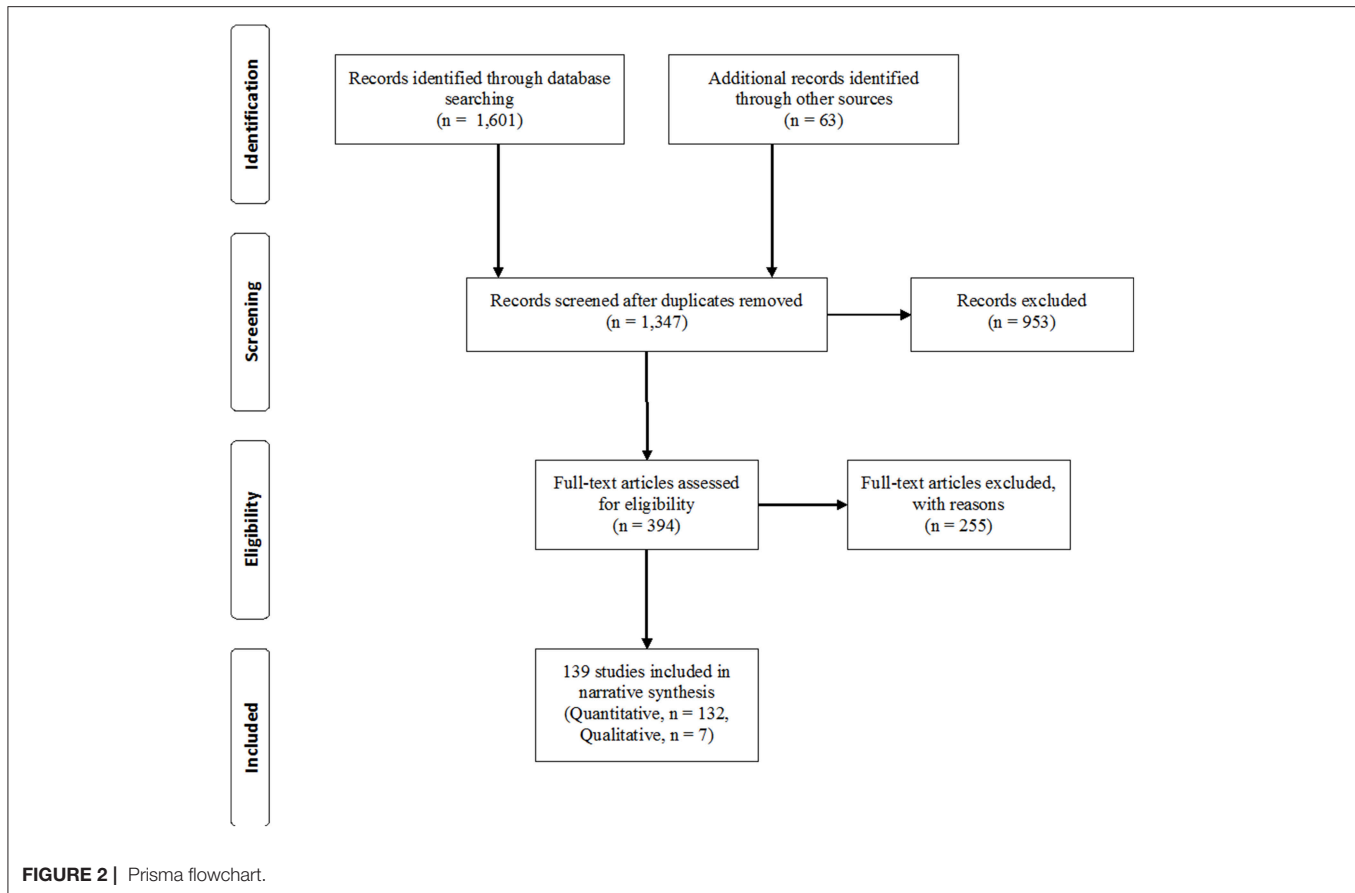 Identification
Records identified through database
searching
(n = 1,601)
Additional records identified
through other sources
(n = 63)
Screening
Records screened after duplicates removed
(n = 1,347)
Records excluded
(n = 953)
Eligibility
Full-text articles assessed
for eligibility
(n = 394)
Full-text articles excluded,
with reasons
(n = 255)
Included
139 studies included in
narrative synthesis
(Quantitative, n = 132,
Qualitative, n = 7)
FIGURE 2 | Prisma flowchart.